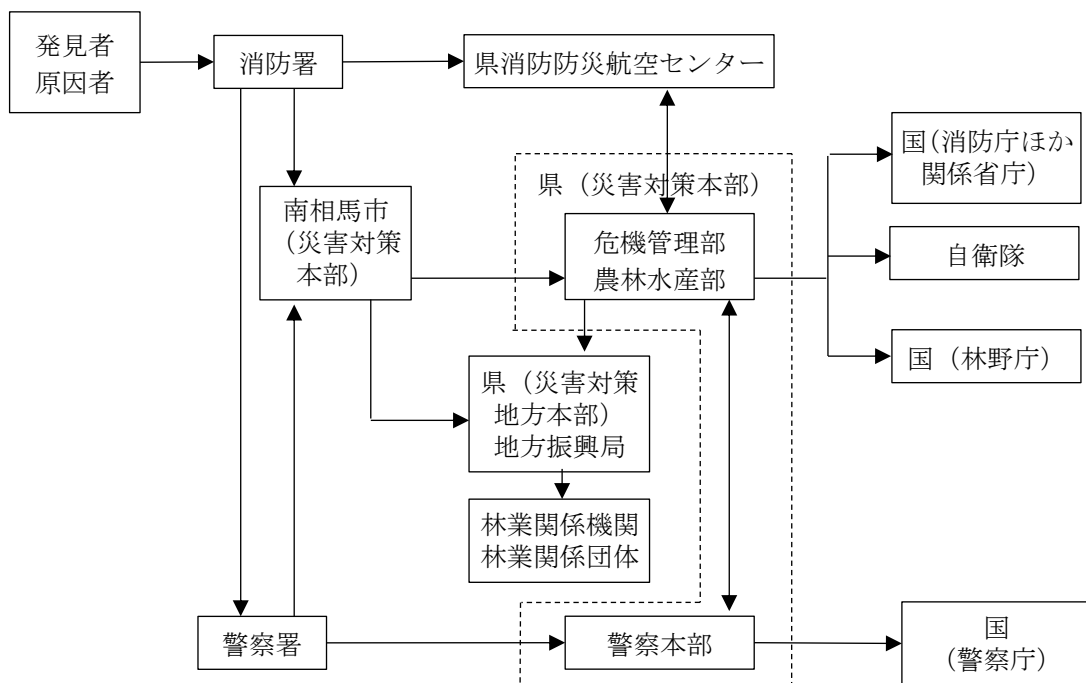 発見者
原因者
消防署
県消防防災航空センター
国(消防庁ほか
関係省庁)
県（災害対策本部）
南相馬市
（災害対策
本部）
危機管理部
農林水産部
自衛隊
国（林野庁）
県（災害対策
地方本部）
地方振興局
林業関係機関
林業関係団体
警察署
警察本部
国
（警察庁）